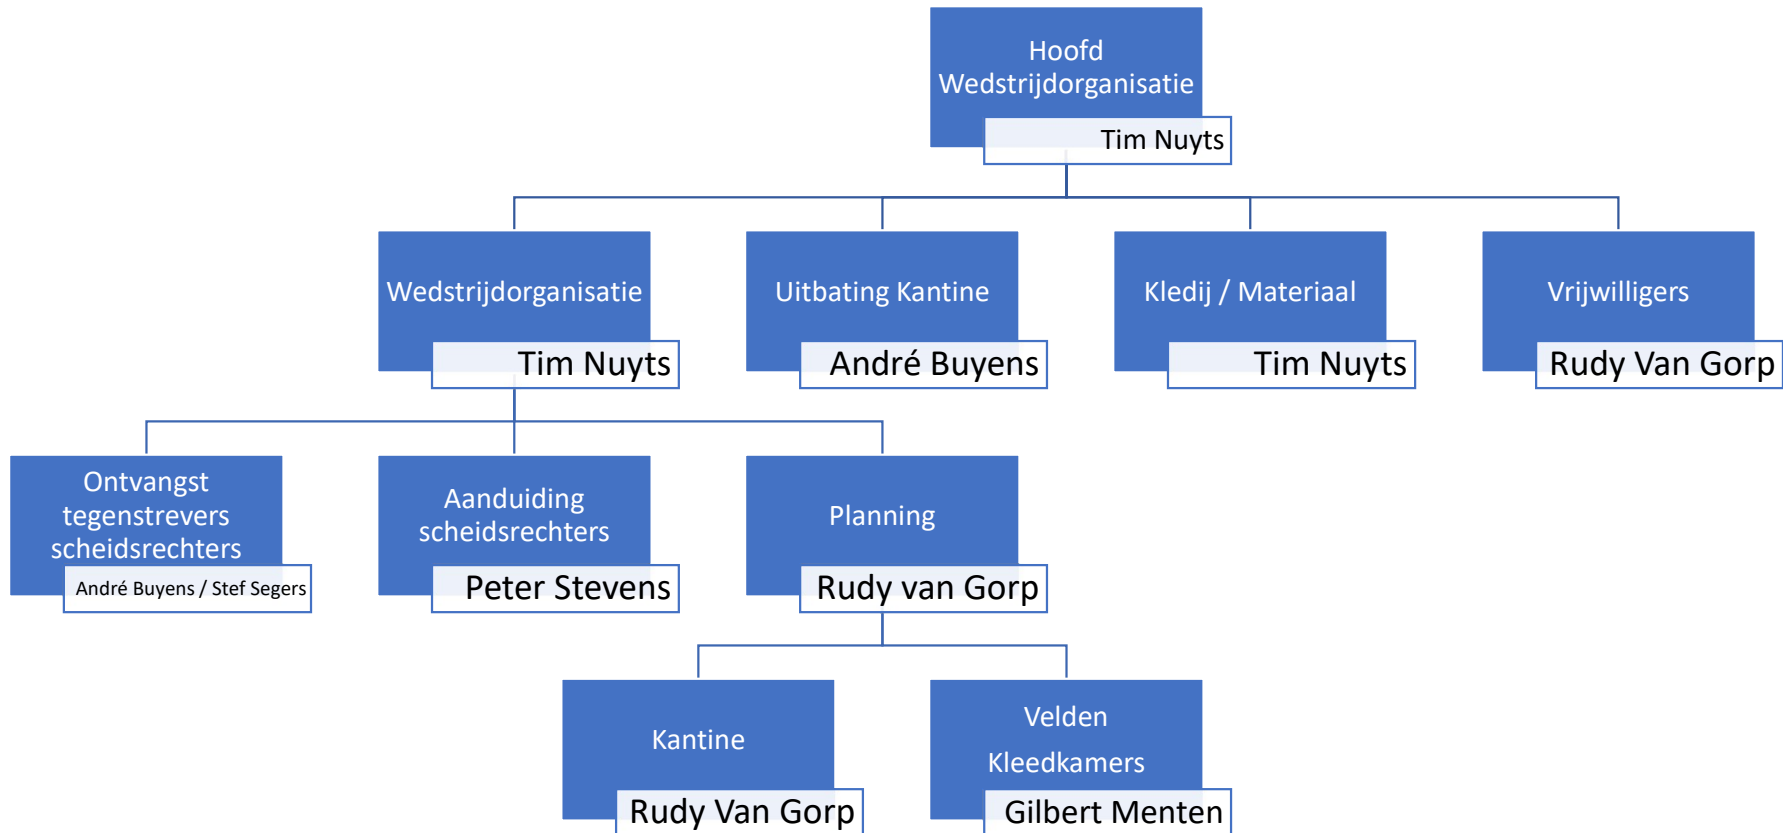 Hoofd
Wedstrijdorganisatie
Tim Nuyts
Wedstrijdorganisatie
Tim Nuyts
Uitbating Kantine
André Buyens
Kledij / Materiaal
Tim Nuyts
Vrijwilligers
Rudy Van Gorp
Ontvangst
tegenstrevers
scheidsrechters
André Buyens / Stef Segers
Aanduiding
scheidsrechters
Peter Stevens
Planning
Rudy van Gorp
Kantine
Rudy Van Gorp
Velden
Kleedkamers
Gilbert Menten